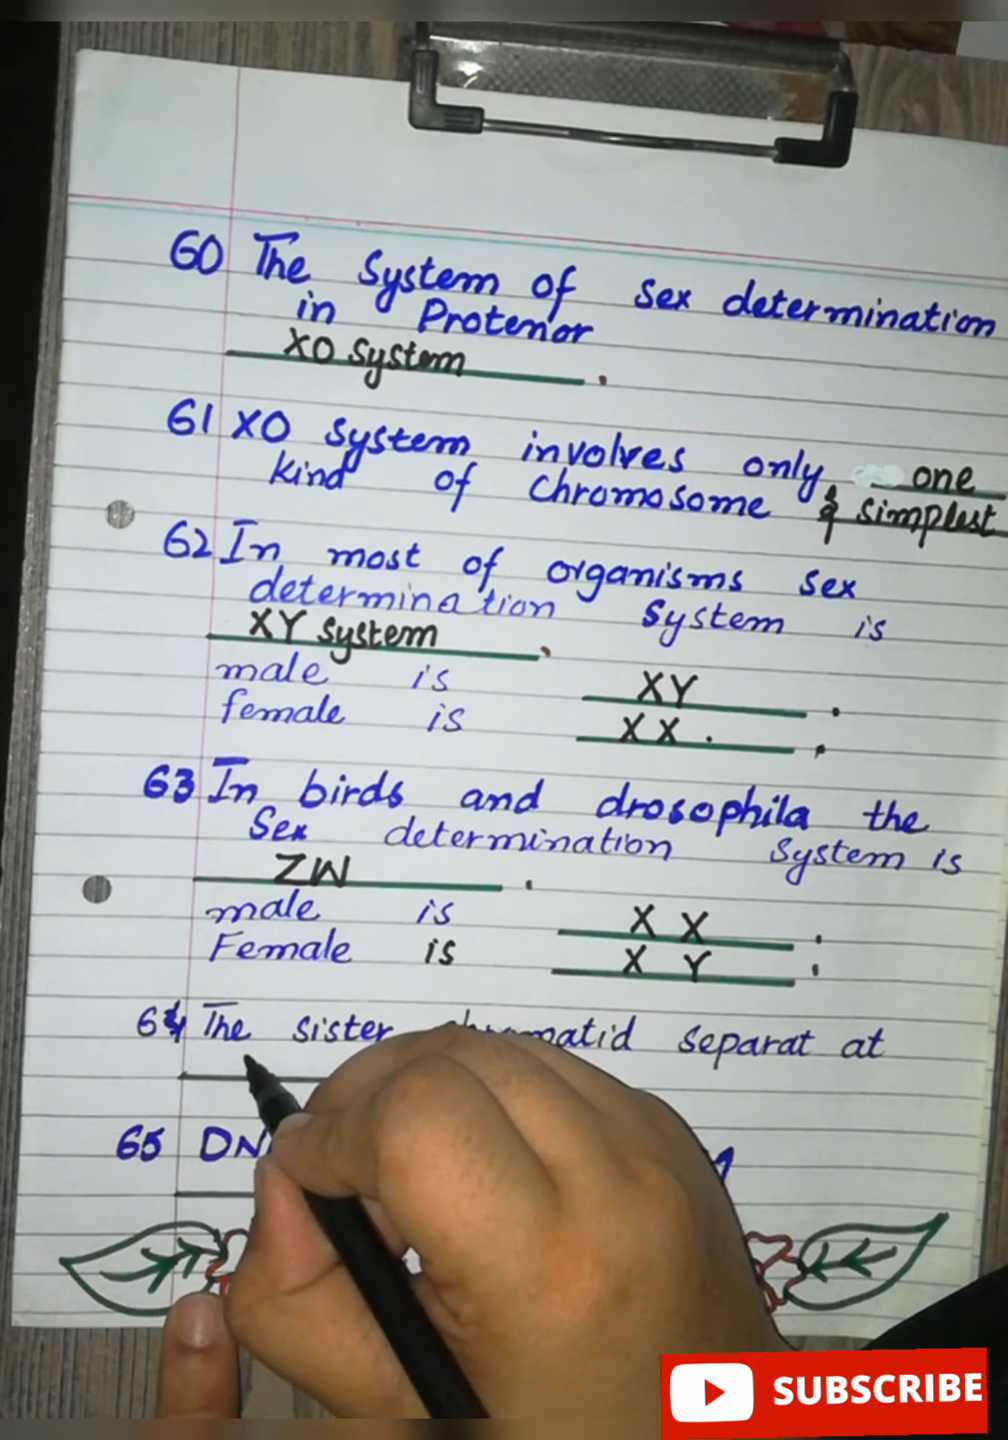 60 The System of sex determination
in Protenor
XO System .
61 XO system involves only one
kind of chromosome & simplest
62 In most of organisms sex
determination system is
XY system .
male is XY .
female is XX .
63 In birds and drosophila the
Sex determination system is
ZW .
male is X X .
Female is X Y .
64 The sister separat at
65
SUBSCRIBE